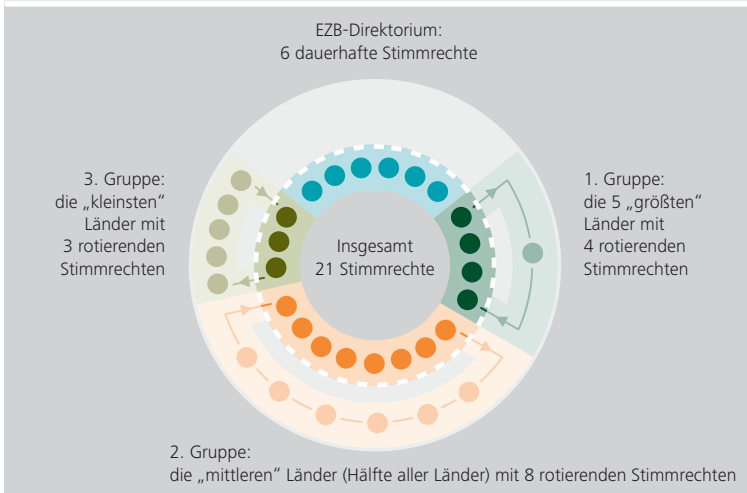 EZB-Direktorium:
6 dauerhafte Stimmrechte
3. Gruppe:
die „kleinsten“
Länder mit
3 rotierenden
Stimmrechten
Insgesamt
21 Stimmrechte
1. Gruppe:
die 5 „größten“
Länder mit
4 rotierenden
Stimmrechten
2. Gruppe:
die „mittleren“ Länder (Hälfte aller Länder) mit 8 rotierenden Stimmrechten